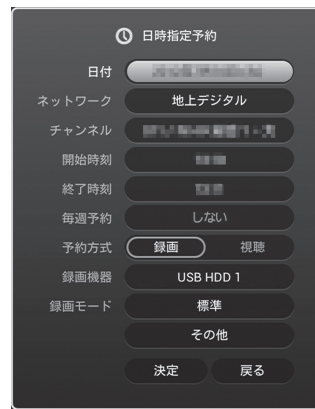 日時指定予約
日付
ネットワーク 地上デジタル
チャンネル
開始時刻
終了時刻
毎週予約 しない
予約方式 録画 視聴
録画機器 USB HDD 1
録画モード 標準
その他
決定 戻る